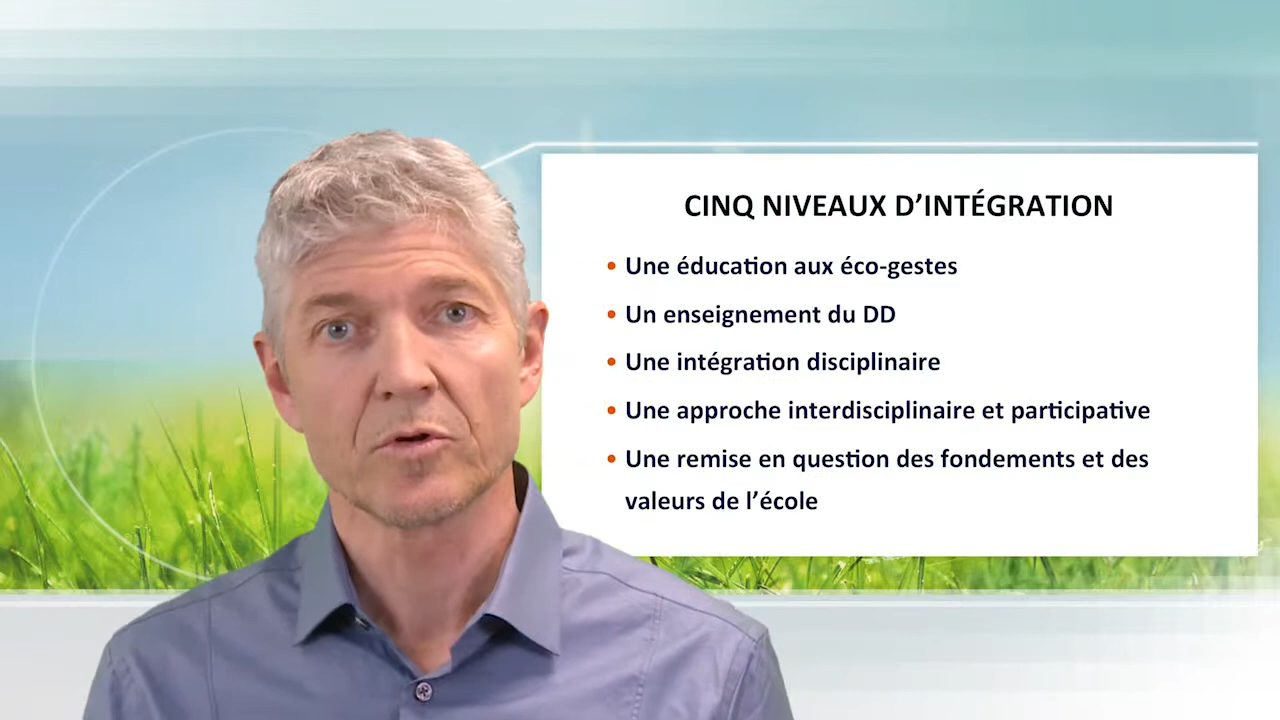 CINQ NIVEAUX D’INTÉGRATION
• Une éducation aux éco-gestes
• Un enseignement du DD
• Une intégration disciplinaire
• Une approche interdisciplinaire et participative
• Une remise en question des fondements et des
valeurs de l’école